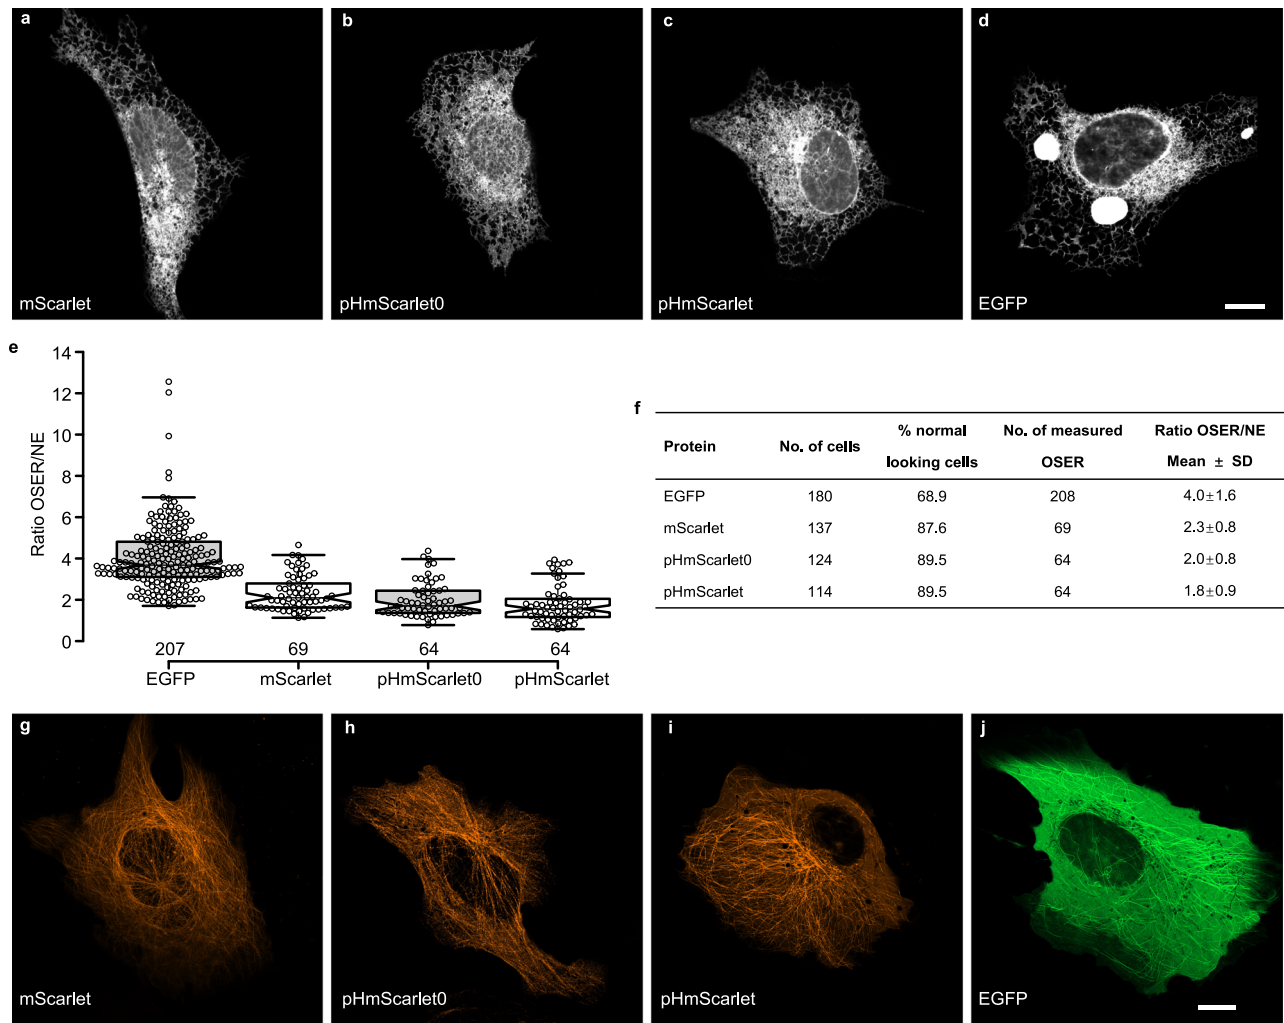 a
b
c
d
mScarlet
pHmScarlet0
pHmScarlet
EGFP
e
Ratio OSER/NE
14
12
10
8
6
4
2
0
207 69 64 64
EGFP mScarlet pHmScarlet0 pHmScarlet
f
Protein No. of cells % normal looking cells No. of measured OSER Ratio OSER/NE Mean ± SD
EGFP 180 68.9 208 4.0±1.6
mScarlet 137 87.6 69 2.3±0.8
pHmScarlet0 124 89.5 64 2.0±0.8
pHmScarlet 114 89.5 64 1.8±0.9
g
h
i
j
mScarlet
pHmScarlet0
pHmScarlet
EGFP